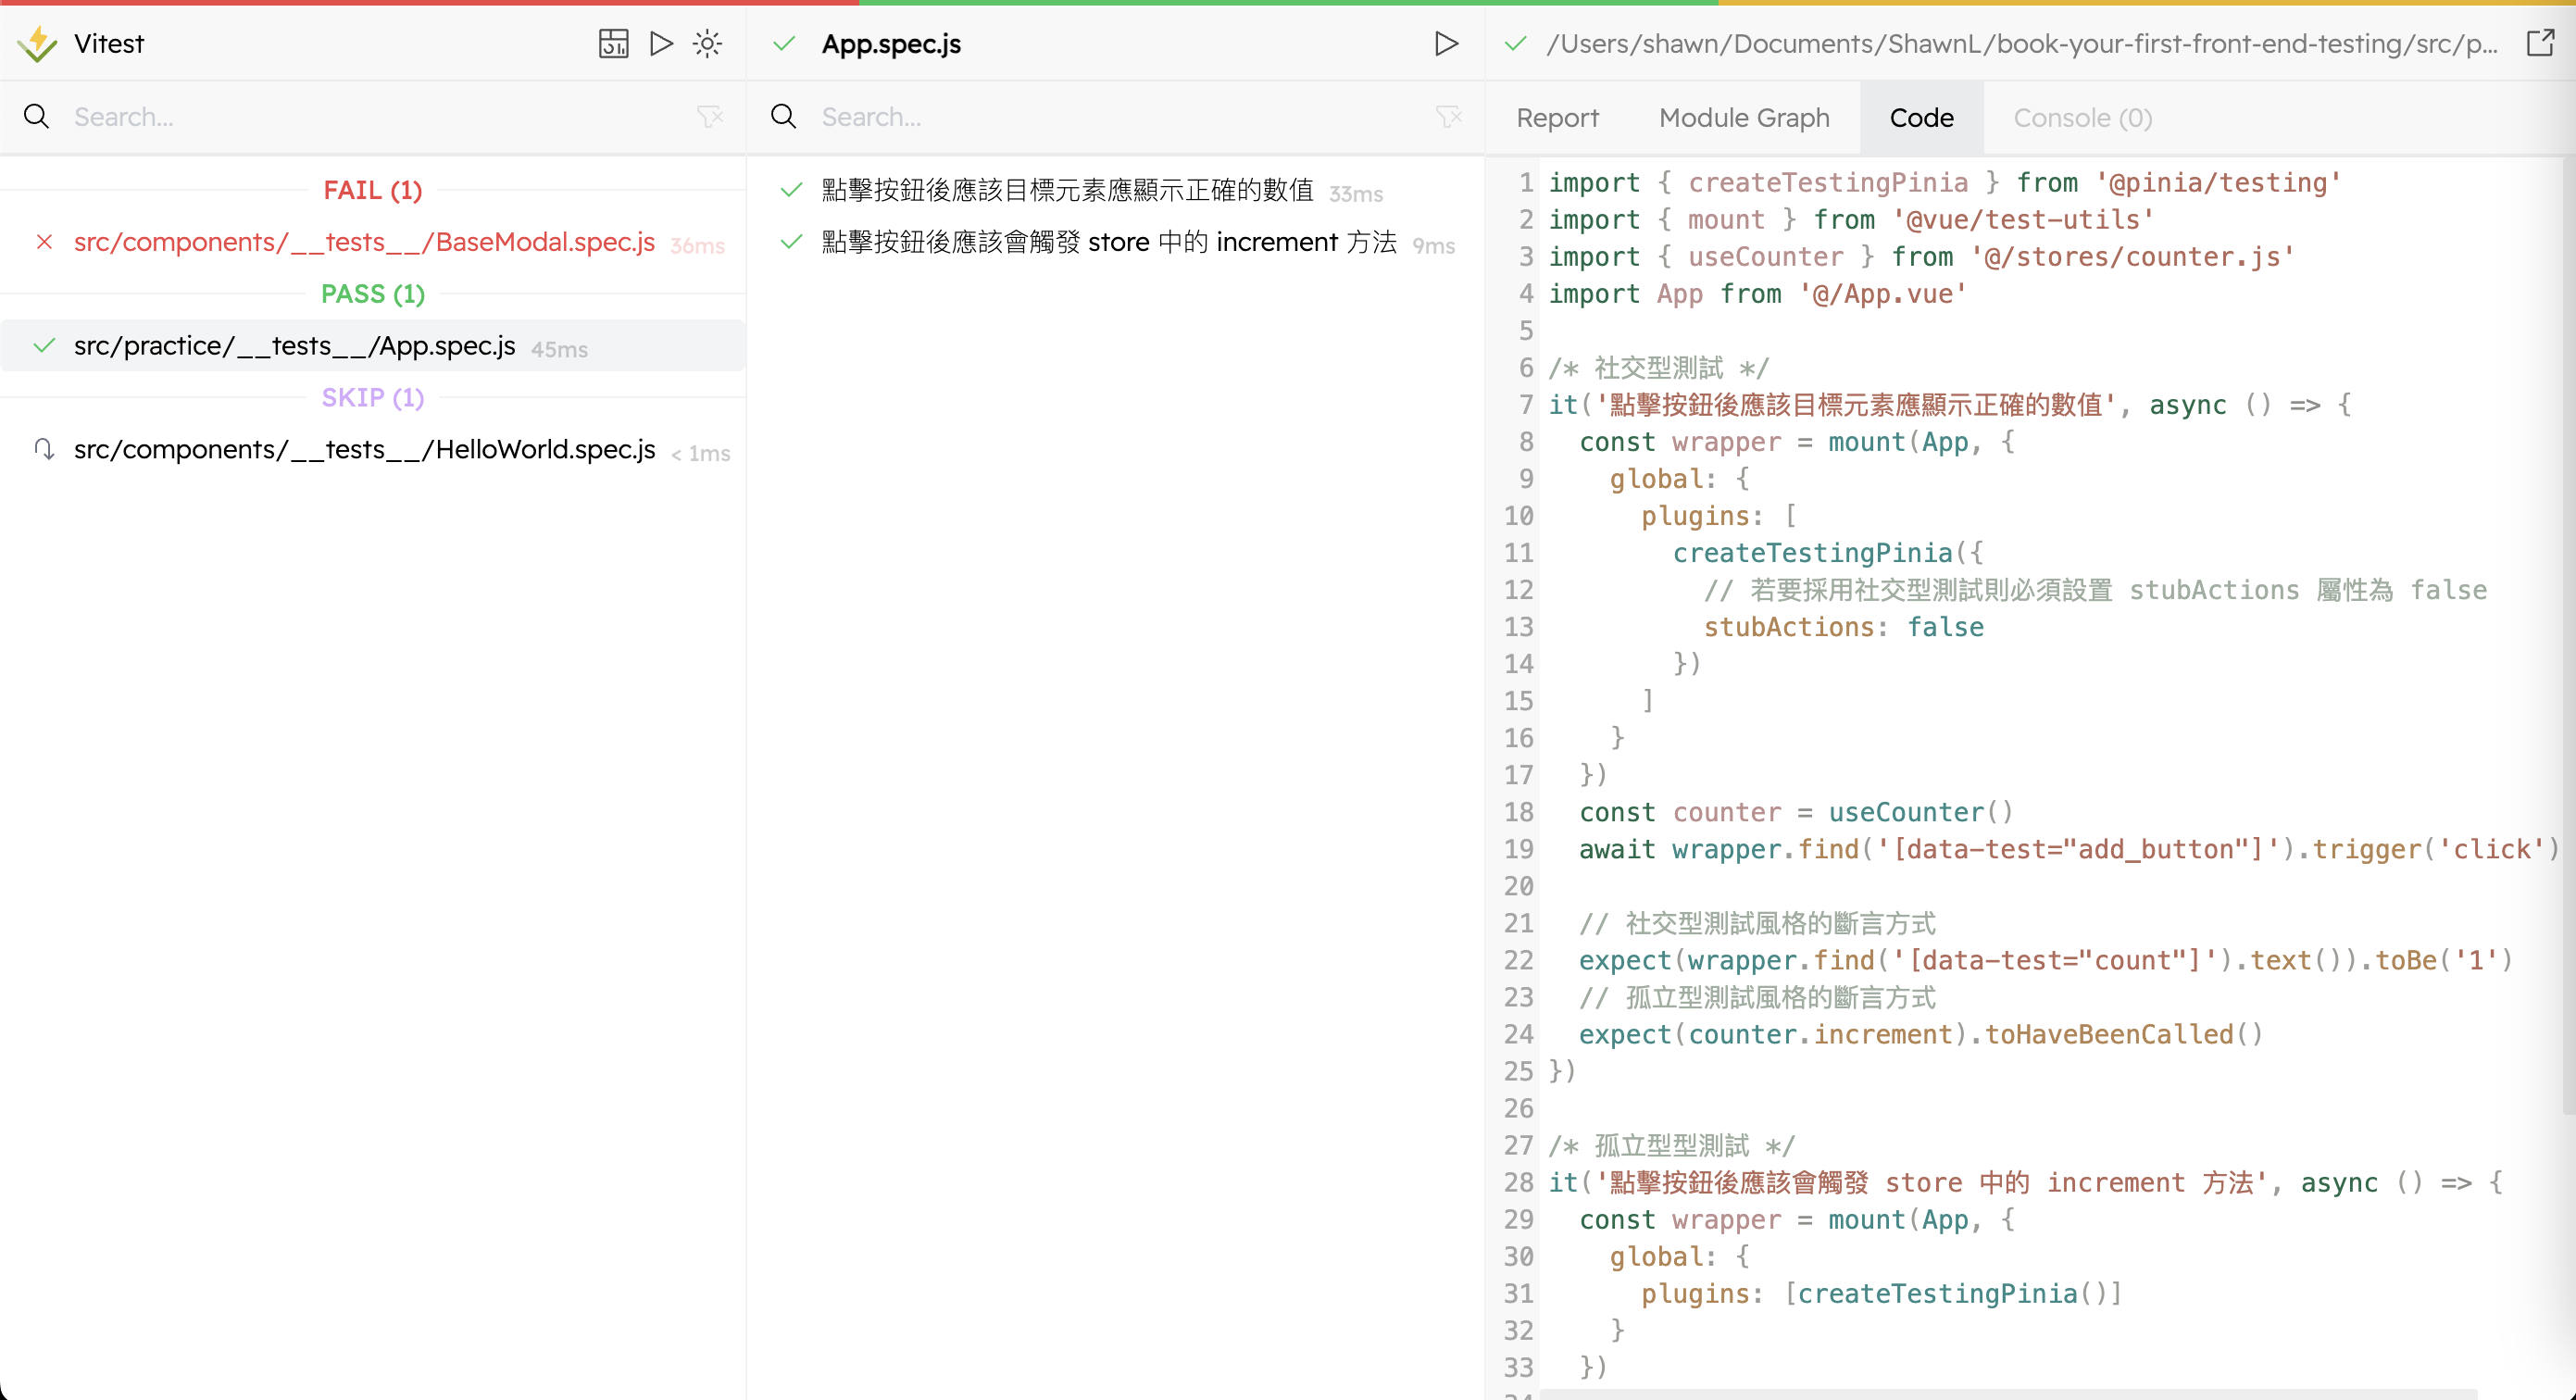 Vitest
Search...
FAIL (1)
src/components/__tests__/BaseModal.spec.js 36ms
PASS (1)
src/practice/__tests__/App.spec.js 45ms
SKIP (1)
src/components/__tests__/HelloWorld.spec.js < 1ms
App.spec.js
Search...
點擊按鈕後應該目標元素應顯示正確的數值 33ms
點擊按鈕後應該會觸發 store 中的 increment 方法 9ms
/Users/shawn/Documents/ShawnL/book-your-first-front-end-testing/src/p...
Report Module Graph Code Console (0)
1 import { createTestingPinia } from '@pinia/testing'
2 import { mount } from '@vue/test-utils'
3 import { useCounter } from '@/stores/counter.js'
4 import App from '@/App.vue'
5
6 /* 社交型測試 */
7 it('點擊按鈕後應該目標元素應顯示正確的數值', async () => {
8   const wrapper = mount(App, {
9     global: {
10       plugins: [
11         createTestingPinia({
12           // 若要採用社交型測試則必須設置 stubActions 屬性為 false
13           stubActions: false
14         })
15       ]
16     }
17   })
18   const counter = useCounter()
19   await wrapper.find('[data-test="add_button"]').trigger('click')
20
21   // 社交型測試風格的斷言方式
22   expect(wrapper.find('[data-test="count"]').text()).toBe('1')
23   // 孤立型測試風格的斷言方式
24   expect(counter.increment).toHaveBeenCalled()
25 })
26
27 /* 孤立型型測試 */
28 it('點擊按鈕後應該會觸發 store 中的 increment 方法', async () => {
29   const wrapper = mount(App, {
30     global: {
31       plugins: [createTestingPinia()]
32     }
33   })